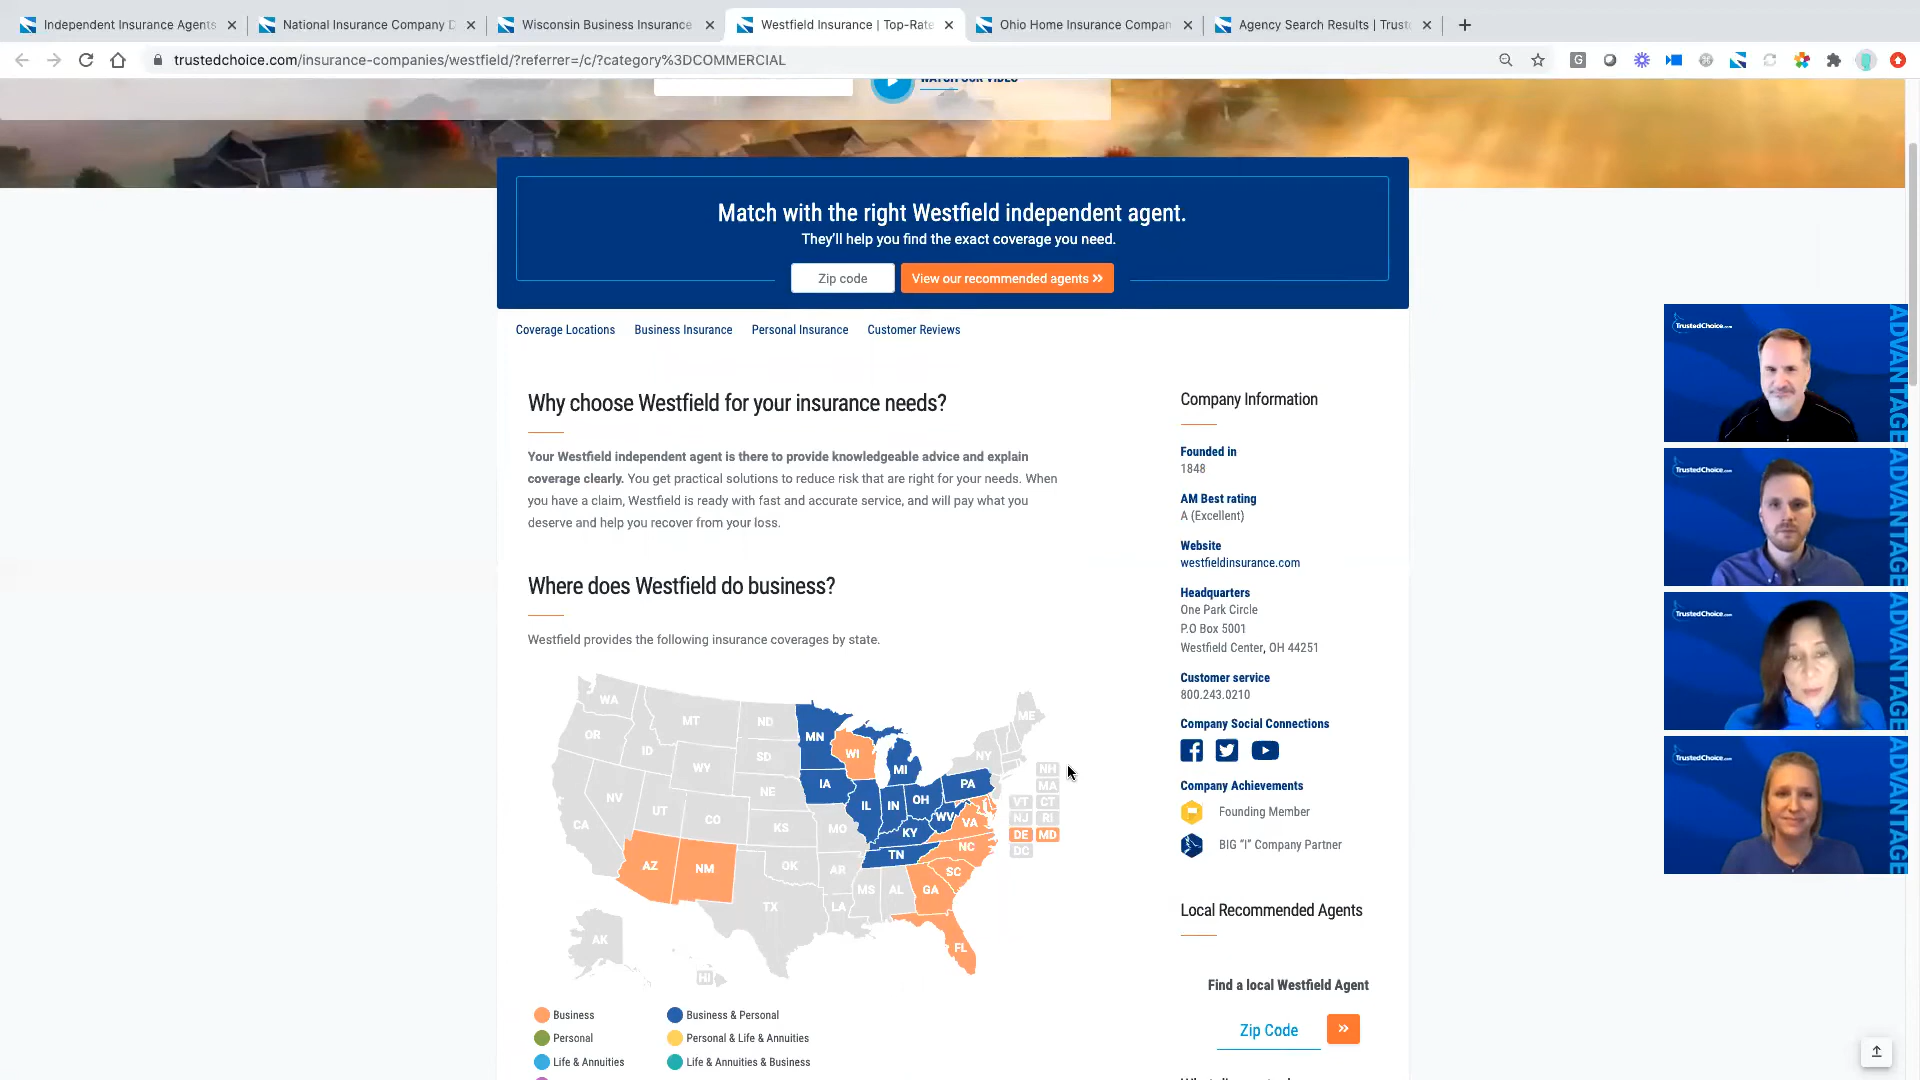 Independent Insurance Agents
National Insurance Company D
Wisconsin Business Insurance
Westfield Insurance | Top-Rate
Ohio Home Insurance Compan
Agency Search Results | Trust
trustedchoice.com/insurance-companies/westfield/?referrer=/c/?category%3DCOMMERCIAL
WATCH OUR VIDEO
Match with the right Westfield independent agent.
They'll help you find the exact coverage you need.
Zip code
View our recommended agents »
Coverage Locations
Business Insurance
Personal Insurance
Customer Reviews
Why choose Westfield for your insurance needs?
Your Westfield independent agent is there to provide knowledgeable advice and explain
coverage clearly. You get practical solutions to reduce risk that are right for your needs. When
you have a claim, Westfield is ready with fast and accurate service, and will pay what you
deserve and help you recover from your loss.
Where does Westfield do business?
Westfield provides the following insurance coverages by state.
WA
MT
ND
MN
ME
OR
ID
SD
WI
NY
WY
MI
NH
NE
IA
PA
MA
NV
UT
CO
IL
IN
OH
WV
VT
CT
CA
KS
MO
KY
VA
NJ
RI
DE
MD
AZ
NM
OK
AR
TN
NC
DC
SC
MS
AL
GA
TX
LA
AK
FL
HI
Business
Business & Personal
Personal
Personal & Life & Annuities
Life & Annuities
Life & Annuities & Business
Company Information
Founded in
1848
AM Best rating
A (Excellent)
Website
westfieldinsurance.com
Headquarters
One Park Circle
P.O Box 5001
Westfield Center, OH 44251
Customer service
800.243.0210
Company Social Connections
Company Achievements
Founding Member
BIG "I" Company Partner
Local Recommended Agents
Find a local Westfield Agent
Zip Code
»
TrustedChoice.com
ADVANTAGE
TrustedChoice.com
ADVANTAGE
TrustedChoice.com
ADVANTAGE
TrustedChoice.com
ADVANTAGE